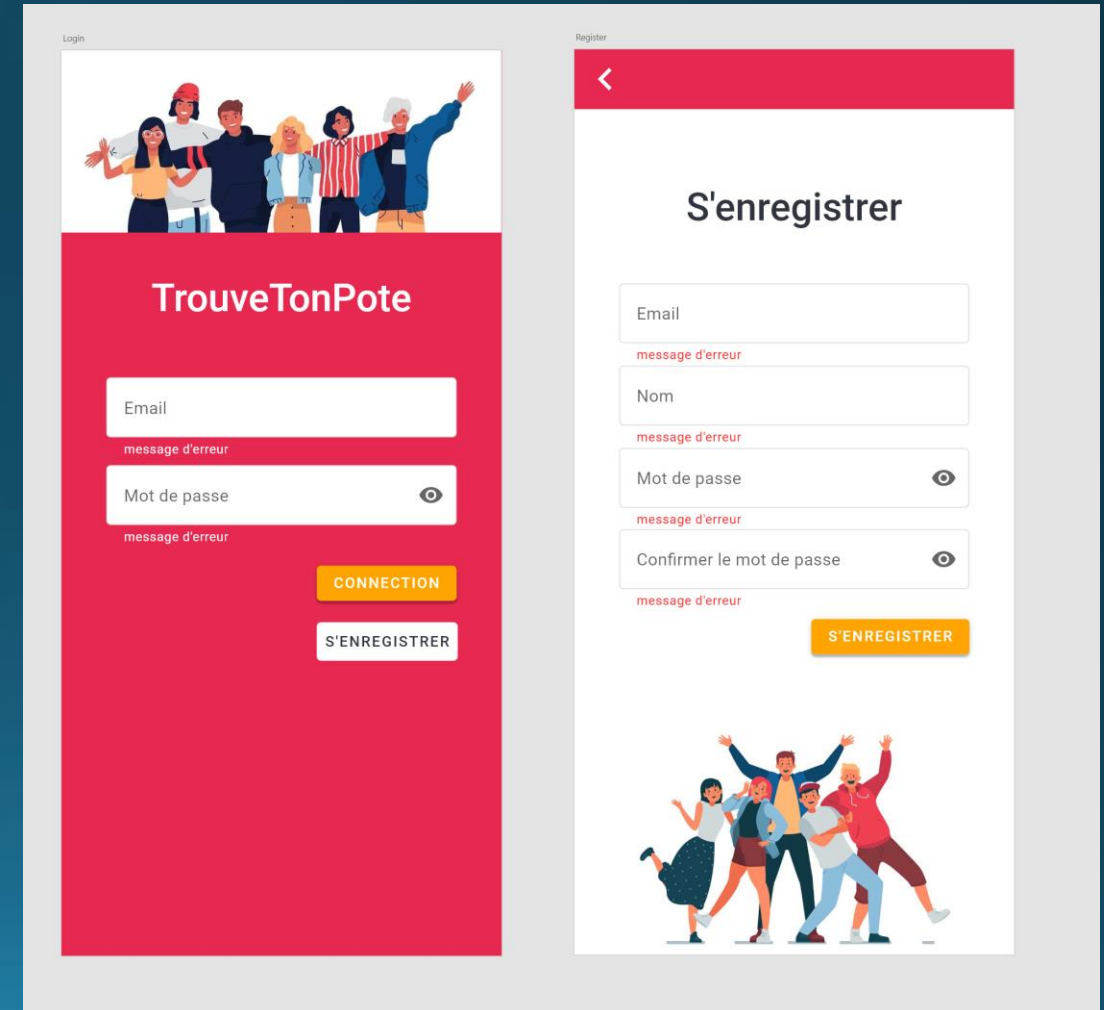 Login
TrouveTonPote
Email
message d'erreur
Mot de passe
message d'erreur
CONNECTION
S'ENREGISTRER
Register
S'enregistrer
Email
message d'erreur
Nom
message d'erreur
Mot de passe
message d'erreur
Confirmer le mot de passe
message d'erreur
S'ENREGISTRER